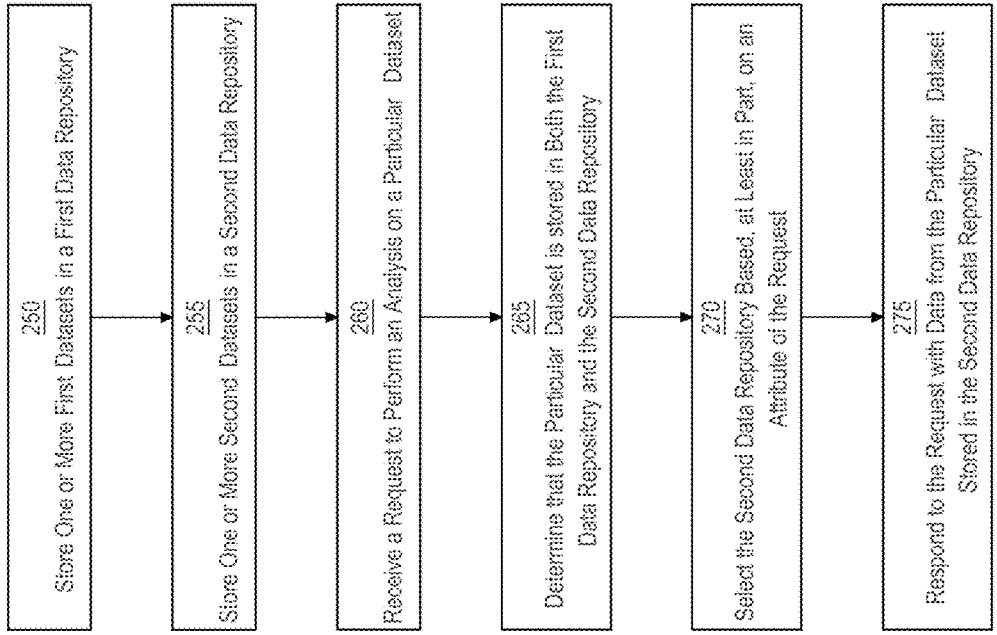 250
Store One or More First Datasets in a First Data Repository
255
Store One or More Second Datasets in a Second Data Repository
260
Receive a Request to Perform an Analysis on a Particular Dataset
265
Determine that the Particular Dataset is stored in Both the First
Data Repository and the Second Data Repository
270
Select the Second Data Repository Based, at Least in Part, on an
Attribute of the Request
275
Respond to the Request with Data from the Particular Dataset
Stored in the Second Data Repository